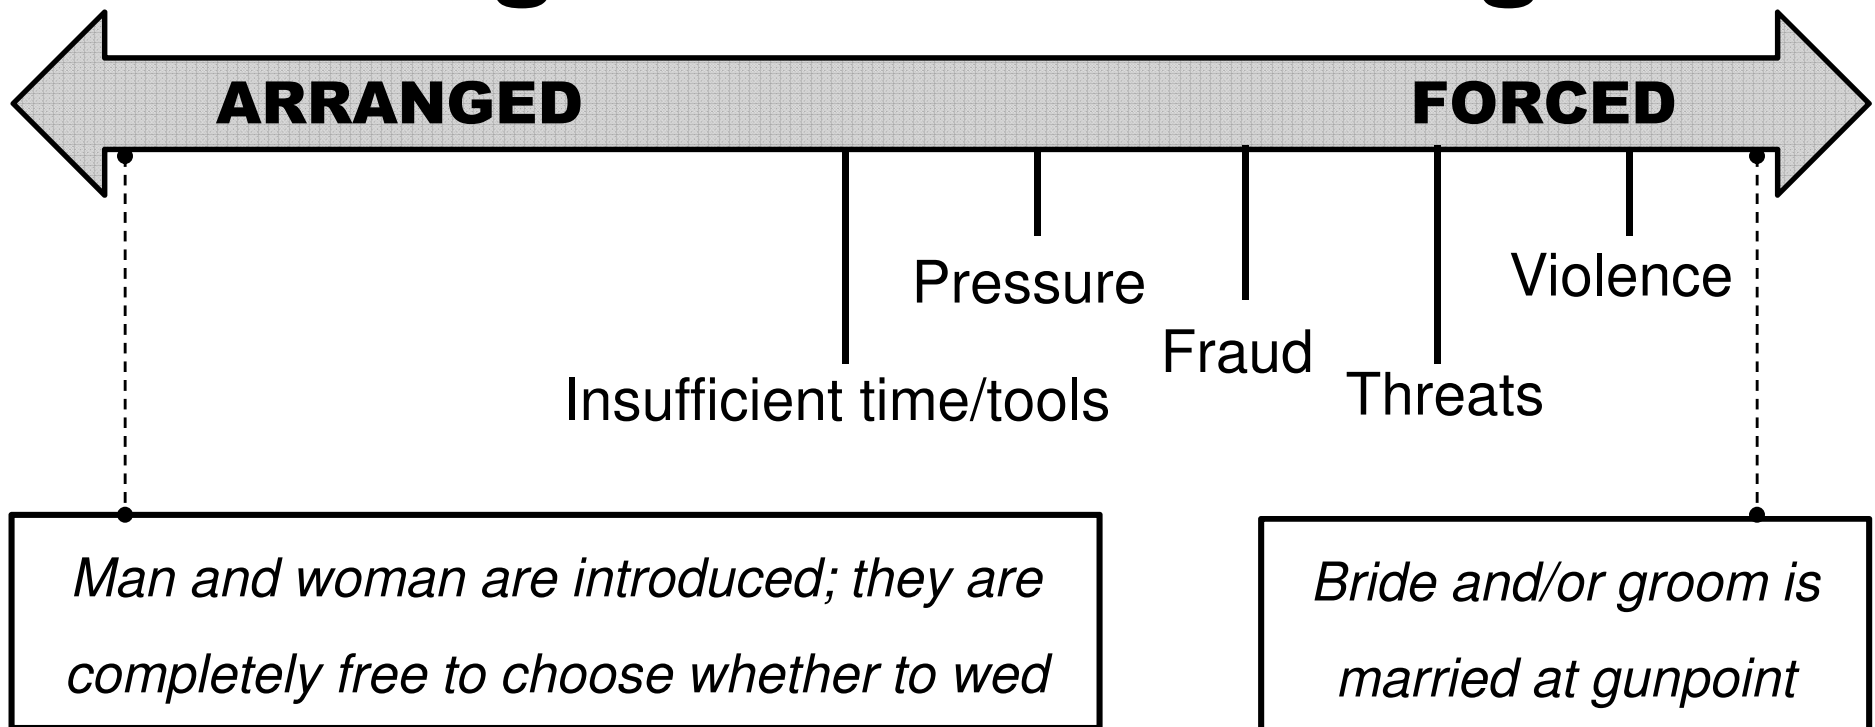 ARRANGED FORCED
Pressure
Violence
Fraud
Insufficient time/tools
Threats
Man and woman are introduced; they are
completely free to choose whether to wed
Bride and/or groom is
married at gunpoint